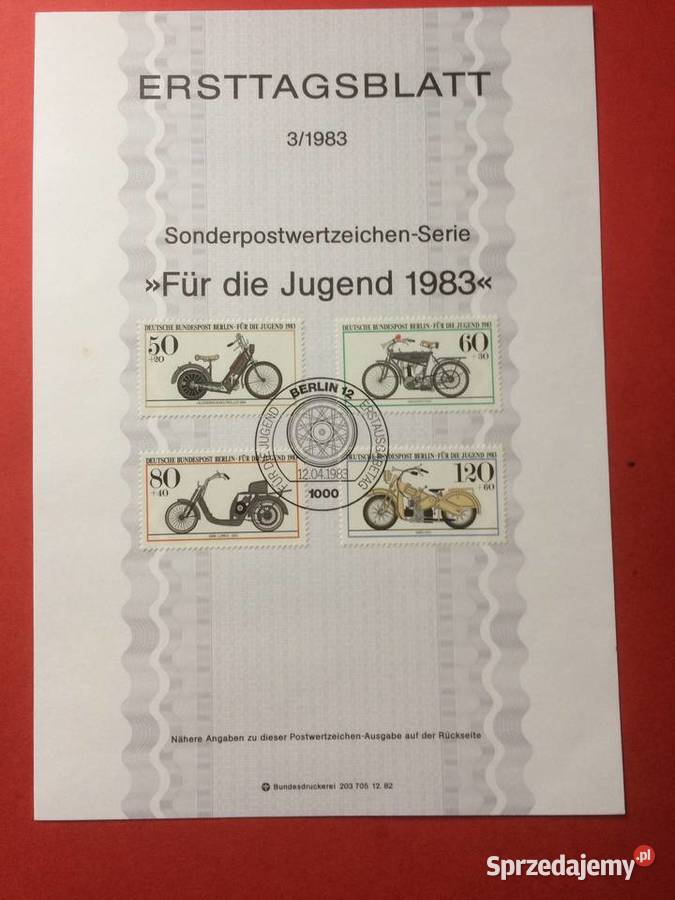 ERSTTAGSBLATT
3/1983
Sonderpostwertzeichen-Serie
»Für die Jugend 1983«
DEUTSCHE BUNDESPOST BERLIN · FÜR DIE JUGEND 1983
50
+20
DEUTSCHE BUNDESPOST BERLIN · FÜR DIE JUGEND 1983
60
+30
BERLIN 12
FÜR DIE JUGEND
ERSTAUSGABETAG
12.04.1983
1000
DEUTSCHE BUNDESPOST BERLIN · FÜR DIE JUGEND 1983
80
+40
DEUTSCHE BUNDESPOST BERLIN · FÜR DIE JUGEND 1983
120
+60
Nähere Angaben zu dieser Postwertzeichen-Ausgabe auf der Rückseite
Bundesdruckerei 203 705 12. 82
Sprzedajemy.pl